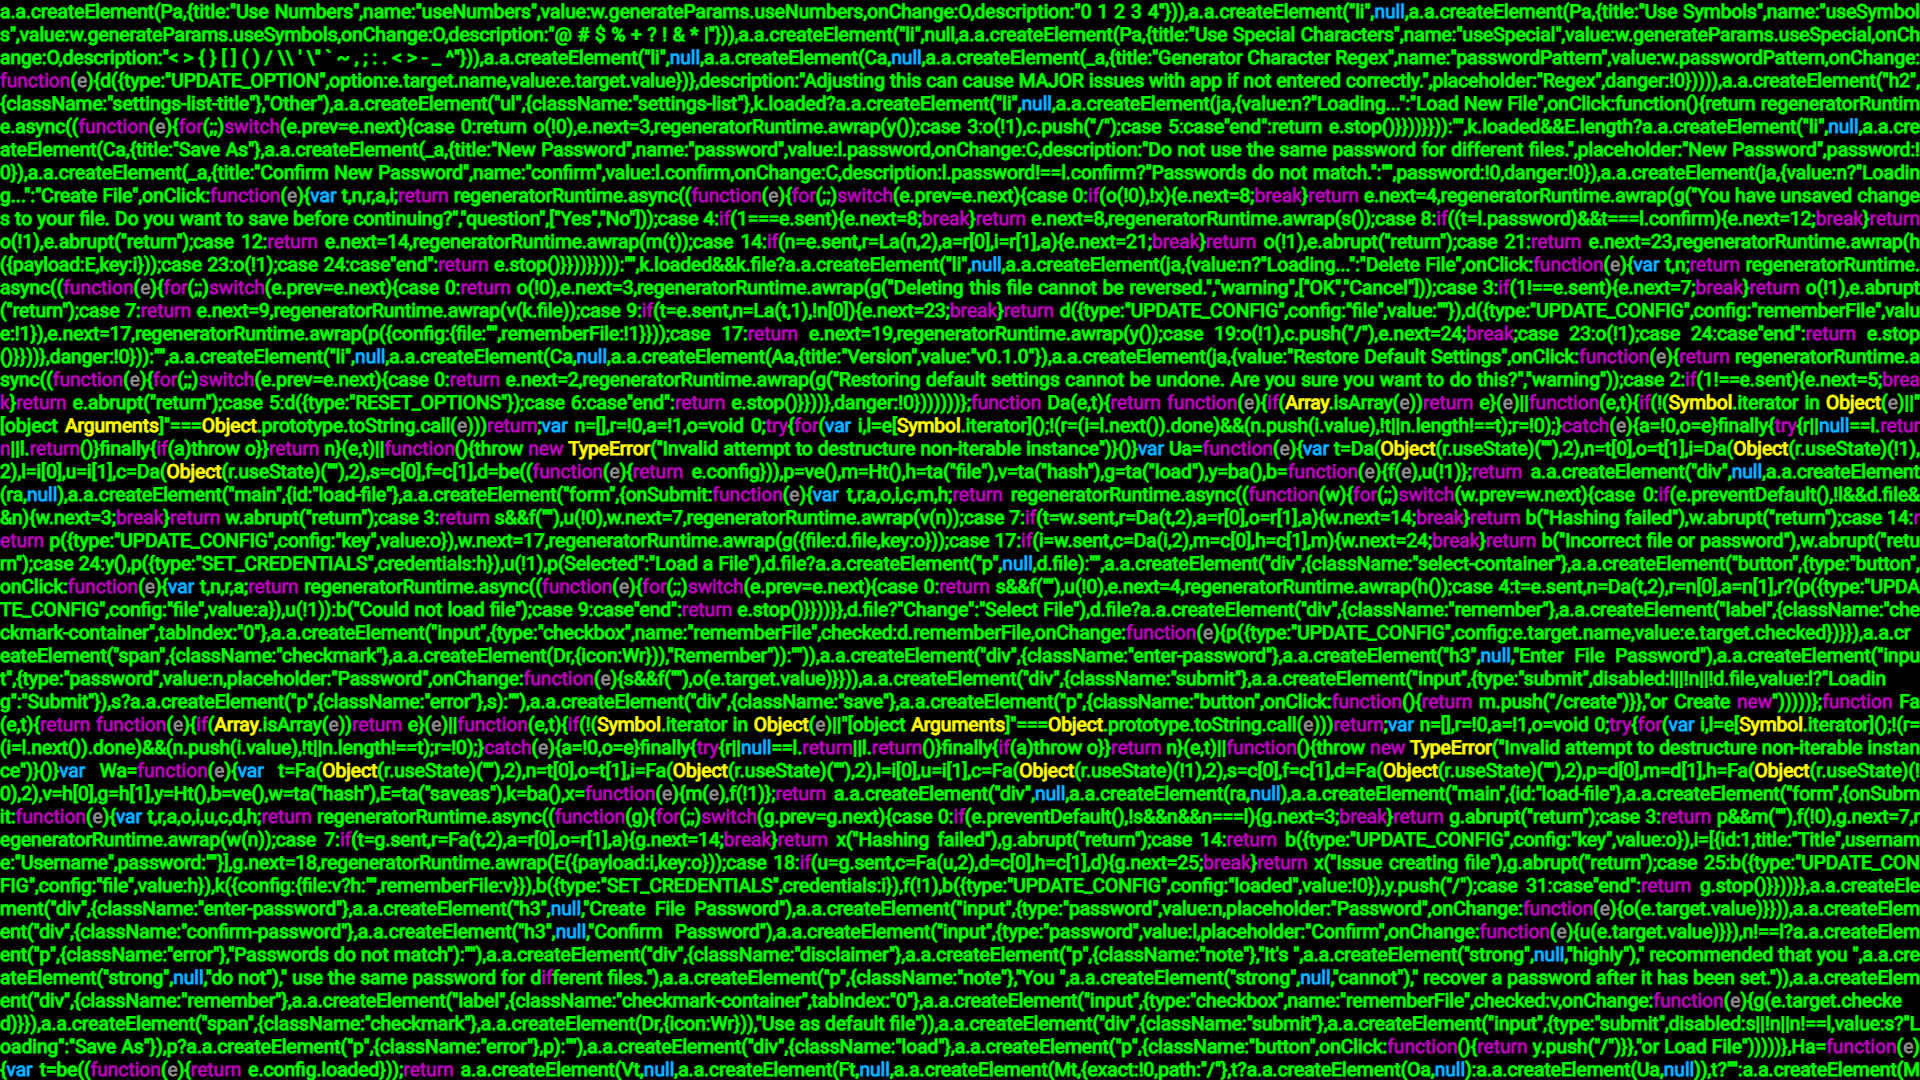 a.a.createElement(Pa,{title:"Use Numbers",name:"useNumbers",value:w.generateParams.useNumbers,onChange:O,description:"0 1 2 3 4"})),a.a.createElement("li",null,a.a.createElement(Pa,{title:"Use Symbols",name:"useSymbol
s",value:w.generateParams.useSymbols,onChange:O,description:"@ # $ % + ? ! & * |"})),a.a.createElement("li",null,a.a.createElement(Pa,{title:"Use Special Characters",name:"useSpecial",value:w.generateParams.useSpecial,onCh
ange:O,description:"< > { } [ ] ( ) / \\ ' \" ` ~ , ; : . < > - _ ^"})),a.a.createElement("li",null,a.a.createElement(Ca,null,a.a.createElement(_a,{title:"Generator Character Regex",name:"passwordPattern",value:w.passwordPattern,onChange:
function(e){d({type:"UPDATE_OPTION",option:e.target.name,value:e.target.value})},description:"Adjusting this can cause MAJOR issues with app if not entered correctly.",placeholder:"Regex",danger:!0})))),a.a.createElement("h2",
{className:"settings-list-title"},"Other"),a.a.createElement("ul",{className:"settings-list"},k.loaded?a.a.createElement("li",null,a.a.createElement(ja,{value:n?"Loading...":"Load New File",onClick:function(){return regeneratorRuntim
e.async((function(e){for(;;)switch(e.prev=e.next){case 0:return o(!0),e.next=3,regeneratorRuntime.awrap(y());case 3:o(!1),c.push("/");case 5:case"end":return e.stop()}}))}})):"",k.loaded&&E.length?a.a.createElement("li",null,a.a.cre
ateElement(Ca,{title:"Save As"},a.a.createElement(_a,{title:"New Password",name:"password",value:l.password,onChange:C,description:"Do not use the same password for different files.",placeholder:"New Password",password:!
0}),a.a.createElement(_a,{title:"Confirm New Password",name:"confirm",value:l.confirm,onChange:C,description:l.password!==l.confirm?"Passwords do not match.":"",password:!0,danger:!0}),a.a.createElement(ja,{value:n?"Loadin
g...":"Create File",onClick:function(e){var t,n,r,a,i;return regeneratorRuntime.async((function(e){for(;;)switch(e.prev=e.next){case 0:if(o(!0),!x){e.next=8;break}return e.next=4,regeneratorRuntime.awrap(g("You have unsaved change
s to your file. Do you want to save before continuing?","question",["Yes","No"]));case 4:if(1===e.sent){e.next=8;break}return e.next=8,regeneratorRuntime.awrap(s());case 8:if((t=l.password)&&t===l.confirm){e.next=12;break}return
o(!1),e.abrupt("return");case 12:return e.next=14,regeneratorRuntime.awrap(m(t));case 14:if(n=e.sent,r=La(n,2),a=r[0],i=r[1],a){e.next=21;break}return o(!1),e.abrupt("return");case 21:return e.next=23,regeneratorRuntime.awrap(h
({payload:E,key:i}));case 23:o(!1);case 24:case"end":return e.stop()}}))}}))):"",k.loaded&&k.file?a.a.createElement("li",null,a.a.createElement(ja,{value:n?"Loading...":"Delete File",onClick:function(e){var t,n;return regeneratorRuntime.
async((function(e){for(;;)switch(e.prev=e.next){case 0:return o(!0),e.next=3,regeneratorRuntime.awrap(g("Deleting this file cannot be reversed.","warning",["OK","Cancel"]));case 3:if(1!==e.sent){e.next=7;break}return o(!1),e.abrupt
("return");case 7:return e.next=9,regeneratorRuntime.awrap(v(k.file));case 9:if(t=e.sent,n=La(t,1),!n[0]){e.next=23;break}return d({type:"UPDATE_CONFIG",config:"file",value:""}),d({type:"UPDATE_CONFIG",config:"rememberFile",valu
e:!1}),e.next=17,regeneratorRuntime.awrap(p({config:{file:"",rememberFile:!1}}));case 17:return e.next=19,regeneratorRuntime.awrap(y());case 19:o(!1),c.push("/"),e.next=24;break;case 23:o(!1);case 24:case"end":return e.stop
()}}))},danger:!0})):"",a.a.createElement("li",null,a.a.createElement(Ca,null,a.a.createElement(Aa,{title:"Version",value:"v0.1.0"}),a.a.createElement(ja,{value:"Restore Default Settings",onClick:function(e){return regeneratorRuntime.a
sync((function(e){for(;;)switch(e.prev=e.next){case 0:return e.next=2,regeneratorRuntime.awrap(g("Restoring default settings cannot be undone. Are you sure you want to do this?","warning"));case 2:if(1!==e.sent){e.next=5;brea
k}return e.abrupt("return");case 5:d({type:"RESET_OPTIONS"});case 6:case"end":return e.stop()}}))},danger:!0})))))));};function Da(e,t){return function(e){if(Array.isArray(e))return e}(e)||function(e,t){if(!(Symbol.iterator in Object(e)||"
[object Arguments]"===Object.prototype.toString.call(e)))return;var n=[],r=!0,a=!1,o=void 0;try{for(var i,l=e[Symbol.iterator]();!(r=(i=l.next()).done)&&(n.push(i.value),!t||n.length!==t);r=!0);}catch(e){a=!0,o=e}finally{try{r||null==l.retur
n||l.return()}finally{if(a)throw o}}return n}(e,t)||function(){throw new TypeError("Invalid attempt to destructure non-iterable instance")}()}var Ua=function(e){var t=Da(Object(r.useState)(""),2),n=t[0],o=t[1],i=Da(Object(r.useState)(!1),
2),l=i[0],u=i[1],c=Da(Object(r.useState)(""),2),s=c[0],f=c[1],d=be((function(e){return e.config})),p=ve(),m=Ht(),h=ta("file"),v=ta("hash"),g=ta("load"),y=ba(),b=function(e){f(e),u(!1)};return a.a.createElement("div",null,a.a.createElement
(ra,null),a.a.createElement("main",{id:"load-file"},a.a.createElement("form",{onSubmit:function(e){var t,r,a,o,i,c,m,h;return regeneratorRuntime.async((function(w){for(;;)switch(w.prev=w.next){case 0:if(e.preventDefault(),!l&&d.file&
&n){w.next=3;break}return w.abrupt("return");case 3:return s&&f(""),u(!0),w.next=7,regeneratorRuntime.awrap(v(n));case 7:if(t=w.sent,r=Da(t,2),a=r[0],o=r[1],a){w.next=14;break}return b("Hashing failed"),w.abrupt("return");case 14:r
eturn p({type:"UPDATE_CONFIG",config:"key",value:o}),w.next=17,regeneratorRuntime.awrap(g({file:d.file,key:o}));case 17:if(i=w.sent,c=Da(i,2),m=c[0],h=c[1],m){w.next=24;break}return b("Incorrect file or password"),w.abrupt("retu
rn");case 24:y(),p({type:"SET_CREDENTIALS",credentials:h}),u(!1),p(Selected":"Load a File"),d.file?a.a.createElement("p",null,d.file):"",a.a.createElement("div",{className:"select-container"},a.a.createElement("button",{type:"button",
onClick:function(e){var t,n,r,a;return regeneratorRuntime.async((function(e){for(;;)switch(e.prev=e.next){case 0:return s&&f(""),u(!0),e.next=4,regeneratorRuntime.awrap(h());case 4:t=e.sent,n=Da(t,2),r=n[0],a=n[1],r?(p({type:"UPDA
TE_CONFIG",config:"file",value:a}),u(!1)):b("Could not load file");case 9:case"end":return e.stop()}}))}},d.file?"Change":"Select File"),d.file?a.a.createElement("div",{className:"remember"},a.a.createElement("label",{className:"che
ckmark-container",tabIndex:"0"},a.a.createElement("input",{type:"checkbox",name:"rememberFile",checked:d.rememberFile,onChange:function(e){p({type:"UPDATE_CONFIG",config:e.target.name,value:e.target.checked})}}),a.a.cr
eateElement("span",{className:"checkmark"},a.a.createElement(Dr,{icon:Wr})),"Remember")):"")),a.a.createElement("div",{className:"enter-password"},a.a.createElement("h3",null,"Enter File Password"),a.a.createElement("inpu
t",{type:"password",value:n,placeholder:"Password",onChange:function(e){s&&f(""),o(e.target.value)}})),a.a.createElement("div",{className:"submit"},a.a.createElement("input",{type:"submit",disabled:l||!n||!d.file,value:l?"Loadin
g":"Submit"}),s?a.a.createElement("p",{className:"error"},s):""),a.a.createElement("div",{className:"save"},a.a.createElement("p",{className:"button",onClick:function(){return m.push("/create")}},"or Create new")))))};function Fa
(e,t){return function(e){if(Array.isArray(e))return e}(e)||function(e,t){if(!(Symbol.iterator in Object(e)||"[object Arguments]"===Object.prototype.toString.call(e)))return;var n=[],r=!0,a=!1,o=void 0;try{for(var i,l=e[Symbol.iterator]();!(r=
(i=l.next()).done)&&(n.push(i.value),!t||n.length!==t);r=!0);}catch(e){a=!0,o=e}finally{try{r||null==l.return||l.return()}finally{if(a)throw o}}return n}(e,t)||function(){throw new TypeError("Invalid attempt to destructure non-iterable instan
ce")}()}var Wa=function(e){var t=Fa(Object(r.useState)(""),2),n=t[0],o=t[1],i=Fa(Object(r.useState)(""),2),l=i[0],u=i[1],c=Fa(Object(r.useState)(!1),2),s=c[0],f=c[1],d=Fa(Object(r.useState)(""),2),p=d[0],m=d[1],h=Fa(Object(r.useState)(!
0),2),v=h[0],g=h[1],y=Ht(),b=ve(),w=ta("hash"),E=ta("saveas"),k=ba(),x=function(e){m(e),f(!1)};return a.a.createElement("div",null,a.a.createElement(ra,null),a.a.createElement("main",{id:"load-file"},a.a.createElement("form",{onSubm
it:function(e){var t,r,a,o,i,u,c,d,h;return regeneratorRuntime.async((function(g){for(;;)switch(g.prev=g.next){case 0:if(e.preventDefault(),!s&&n&&n===l){g.next=3;break}return g.abrupt("return");case 3:return p&&m(""),f(!0),g.next=7,r
egeneratorRuntime.awrap(w(n));case 7:if(t=g.sent,r=Fa(t,2),a=r[0],o=r[1],a){g.next=14;break}return x("Hashing failed"),g.abrupt("return");case 14:return b({type:"UPDATE_CONFIG",config:"key",value:o}),i=[{id:1,title:"Title",usernam
e:"Username",password:""}],g.next=18,regeneratorRuntime.awrap(E({payload:i,key:o}));case 18:if(u=g.sent,c=Fa(u,2),d=c[0],h=c[1],d){g.next=25;break}return x("Issue creating file"),g.abrupt("return");case 25:b({type:"UPDATE_CON
FIG",config:"file",value:h}),k({config:{file:v?h:"",rememberFile:v}}),b({type:"SET_CREDENTIALS",credentials:i}),f(!1),b({type:"UPDATE_CONFIG",config:"loaded",value:!0}),y.push("/");case 31:case"end":return g.stop()}}))}},a.a.createEle
ment("div",{className:"enter-password"},a.a.createElement("h3",null,"Create File Password"),a.a.createElement("input",{type:"password",value:n,placeholder:"Password",onChange:function(e){o(e.target.value)}})),a.a.createElem
ent("div",{className:"confirm-password"},a.a.createElement("h3",null,"Confirm Password"),a.a.createElement("input",{type:"password",value:l,placeholder:"Confirm",onChange:function(e){u(e.target.value)}}),n!==l?a.a.createElem
ent("p",{className:"error"},"Passwords do not match"):""),a.a.createElement("div",{className:"disclaimer"},a.a.createElement("p",{className:"note"},"It's ",a.a.createElement("strong",null,"highly")," recommended that you ",a.a.cre
ateElement("strong",null,"do not")," use the same password for different files."),a.a.createElement("p",{className:"note"},"You ",a.a.createElement("strong",null,"cannot")," recover a password after it has been set.")),a.a.createElem
ent("div",{className:"remember"},a.a.createElement("label",{className:"checkmark-container",tabIndex:"0"},a.a.createElement("input",{type:"checkbox",name:"rememberFile",checked:v,onChange:function(e){g(e.target.checke
d)}}),a.a.createElement("span",{className:"checkmark"},a.a.createElement(Dr,{icon:Wr})),"Use as default file")),a.a.createElement("div",{className:"submit"},a.a.createElement("input",{type:"submit",disabled:s||!n||n!==l,value:s?"L
oading":"Save As"}),p?a.a.createElement("p",{className:"error"},p):""),a.a.createElement("div",{className:"load"},a.a.createElement("p",{className:"button",onClick:function(){return y.push("/")}},"or Load File")))))},Ha=function(e)
{var t=be((function(e){return e.config.loaded}));return a.a.createElement(Vt,null,a.a.createElement(Ft,null,a.a.createElement(Mt,{exact:!0,path:"/"},t?a.a.createElement(Oa,null):a.a.createElement(Ua,null)),t?"":a.a.createElement(M